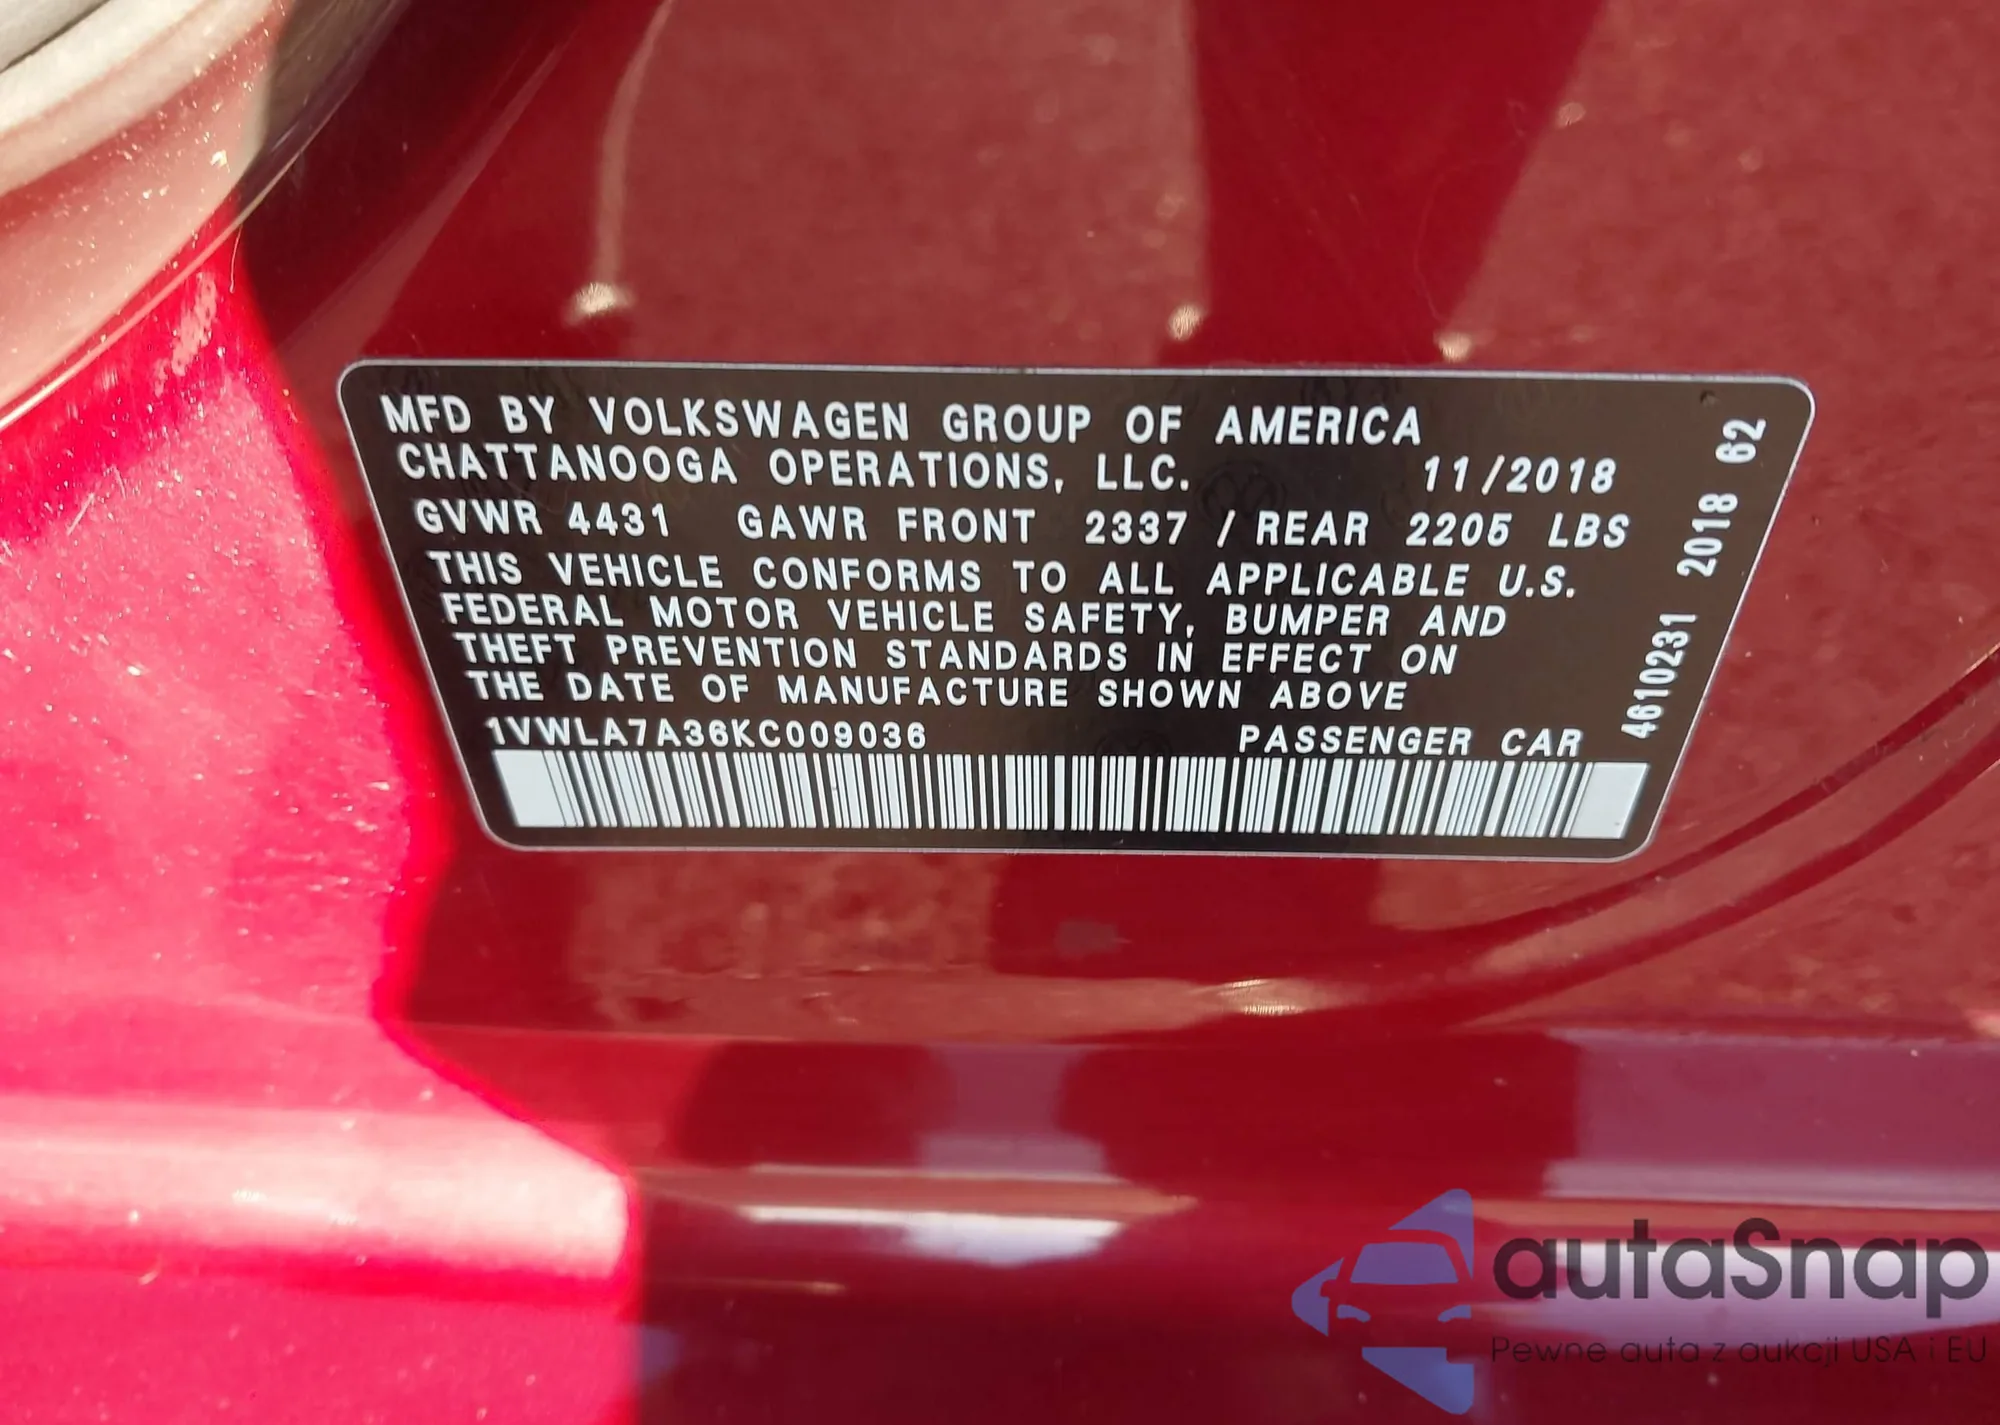 MFD BY VOLKSWAGEN GROUP OF AMERICA
CHATTANOOGA OPERATIONS, LLC. 11/2018
GVWR 4431 GAWR FRONT 2337 / REAR 2205 LBS
THIS VEHICLE CONFORMS TO ALL APPLICABLE U.S.
FEDERAL MOTOR VEHICLE SAFETY, BUMPER AND
THEFT PREVENTION STANDARDS IN EFFECT ON
THE DATE OF MANUFACTURE SHOWN ABOVE
1VWLA7A36KC009036 PASSENGER CAR
4610231 2018 62
autaSnap
Pewne auta z aukcji USA i EU